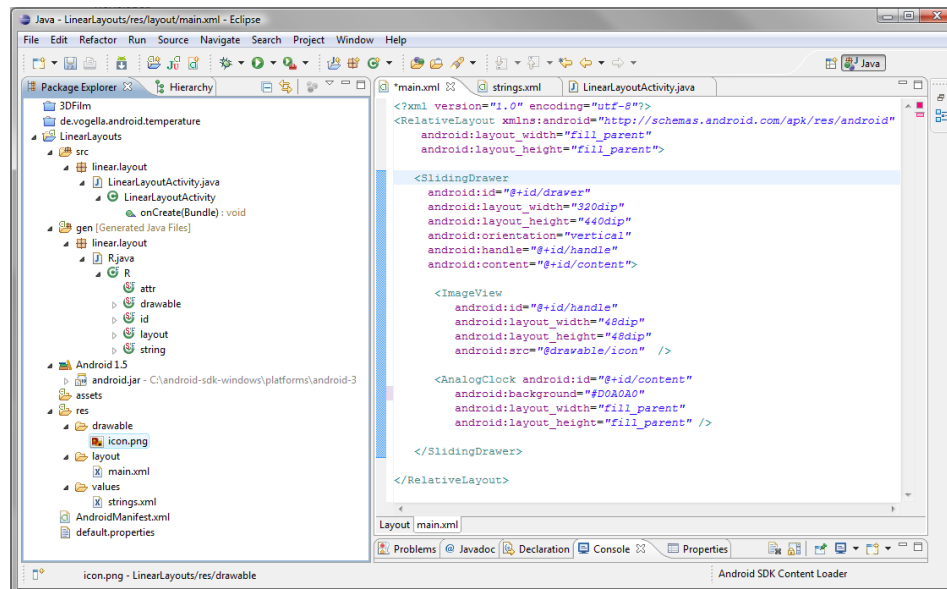 Java - LinearLayouts/res/layout/main.xml - Eclipse
File Edit Refactor Run Source Navigate Search Project Window Help
Java
Package Explorer
Hierarchy
3DFilm
de.vogella.android.temperature
LinearLayouts
src
linear.layout
LinearLayoutActivity.java
LinearLayoutActivity
onCreate(Bundle) : void
gen [Generated Java Files]
linear.layout
R.java
R
attr
drawable
id
layout
string
Android 1.5
android.jar - C:\android-sdk-windows\platforms\android-3
assets
res
drawable
icon.png
layout
main.xml
values
strings.xml
AndroidManifest.xml
default.properties
*main.xml
strings.xml
LinearLayoutActivity.java
<?xml version="1.0" encoding="utf-8"?>
<RelativeLayout xmlns:android="http://schemas.android.com/apk/res/android"
android:layout_width="fill_parent"
android:layout_height="fill_parent">
<SlidingDrawer
android:id="@+id/drawer"
android:layout_width="320dip"
android:layout_height="440dip"
android:orientation="vertical"
android:handle="@+id/handle"
android:content="@+id/content">
<ImageView
android:id="@+id/handle"
android:layout_width="48dip"
android:layout_height="48dip"
android:src="@drawable/icon" />
<AnalogClock android:id="@+id/content"
android:background="#D0A0A0"
android:layout_width="fill_parent"
android:layout_height="fill_parent" />
</SlidingDrawer>
</RelativeLayout>
Layout main.xml
Problems @ Javadoc Declaration Console Properties
icon.png - LinearLayouts/res/drawable
Android SDK Content Loader